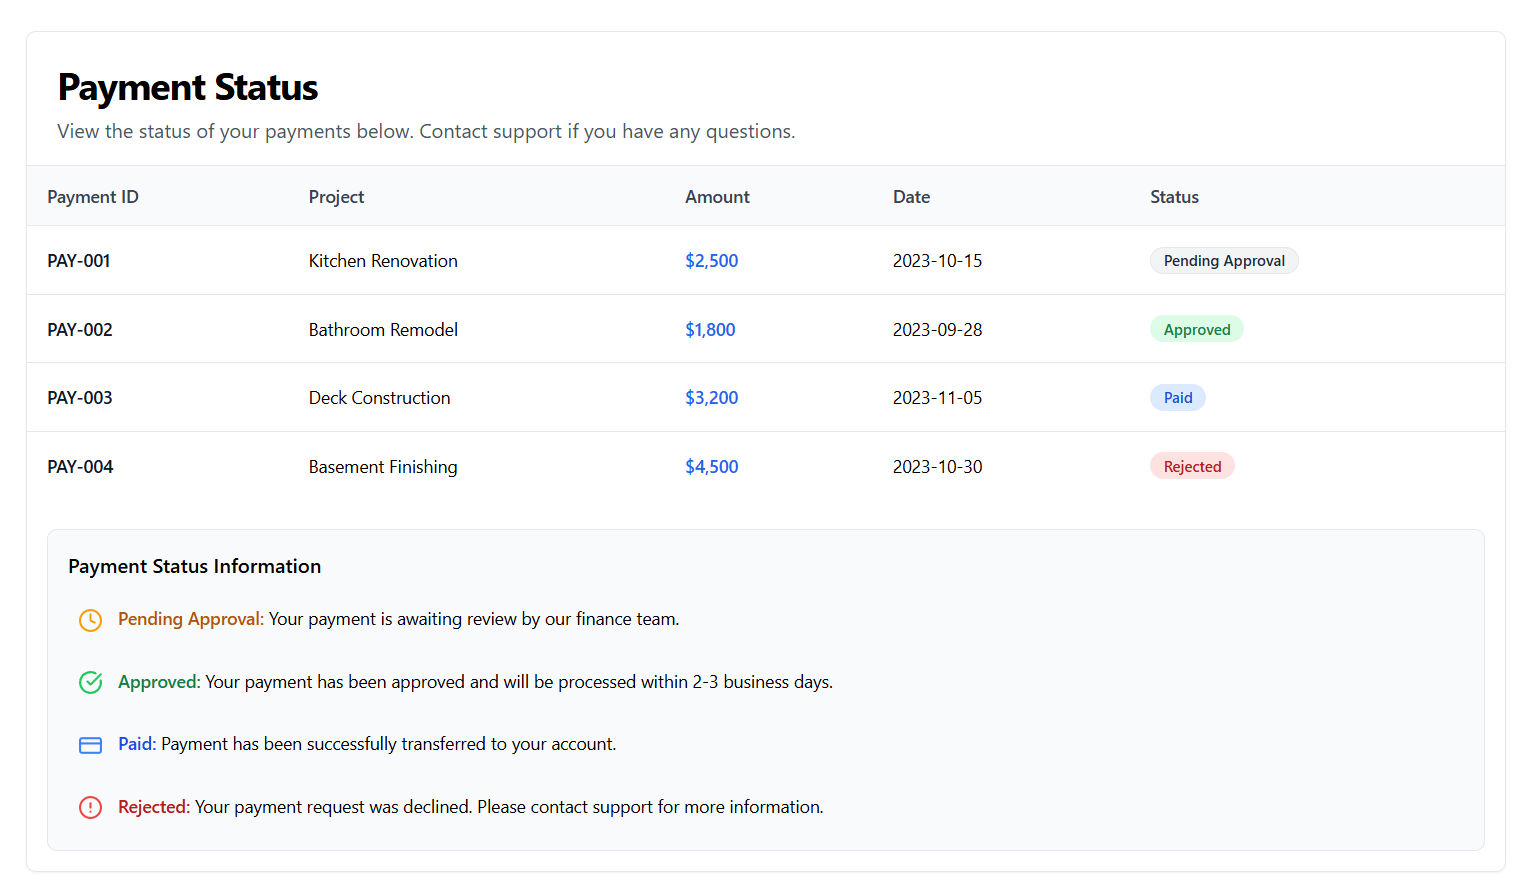 Payment Status
View the status of your payments below. Contact support if you have any questions.
Payment ID Project Amount Date Status
PAY-001 Kitchen Renovation $2,500 2023-10-15 Pending Approval
PAY-002 Bathroom Remodel $1,800 2023-09-28 Approved
PAY-003 Deck Construction $3,200 2023-11-05 Paid
PAY-004 Basement Finishing $4,500 2023-10-30 Rejected
Payment Status Information
Pending Approval: Your payment is awaiting review by our finance team.
Approved: Your payment has been approved and will be processed within 2-3 business days.
Paid: Payment has been successfully transferred to your account.
Rejected: Your payment request was declined. Please contact support for more information.